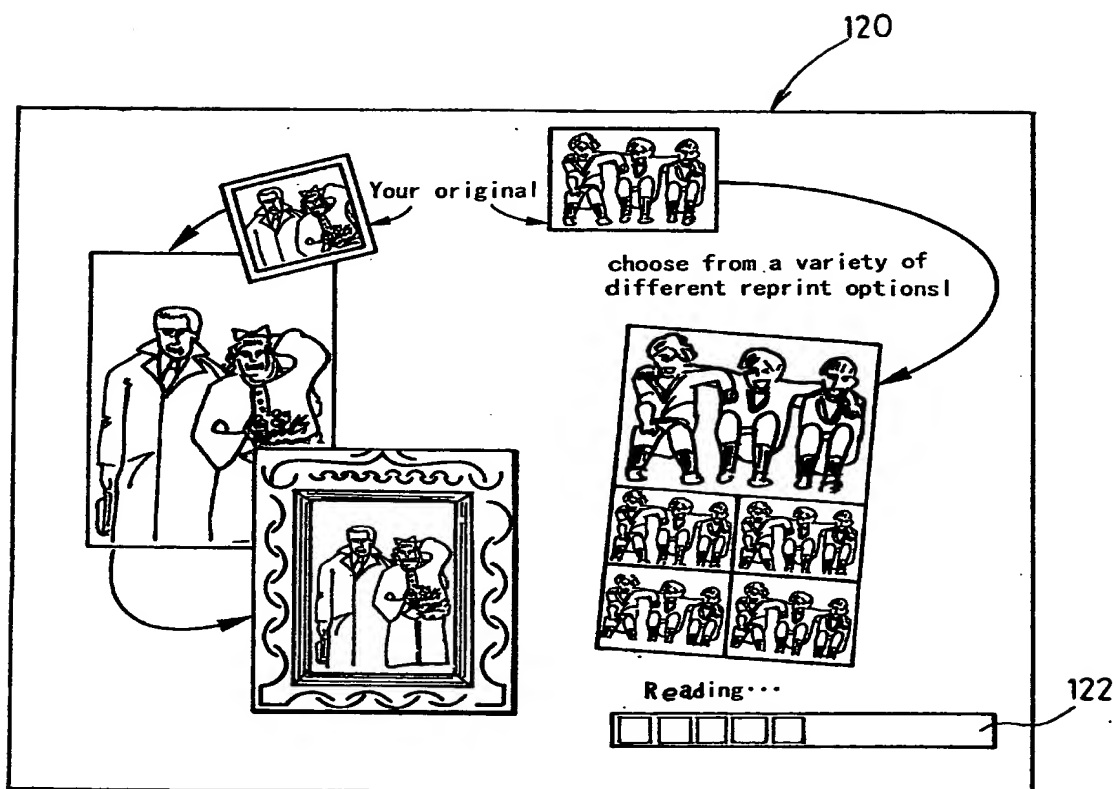 120
Your original
choose from a variety of
different reprint options!
Reading···
122